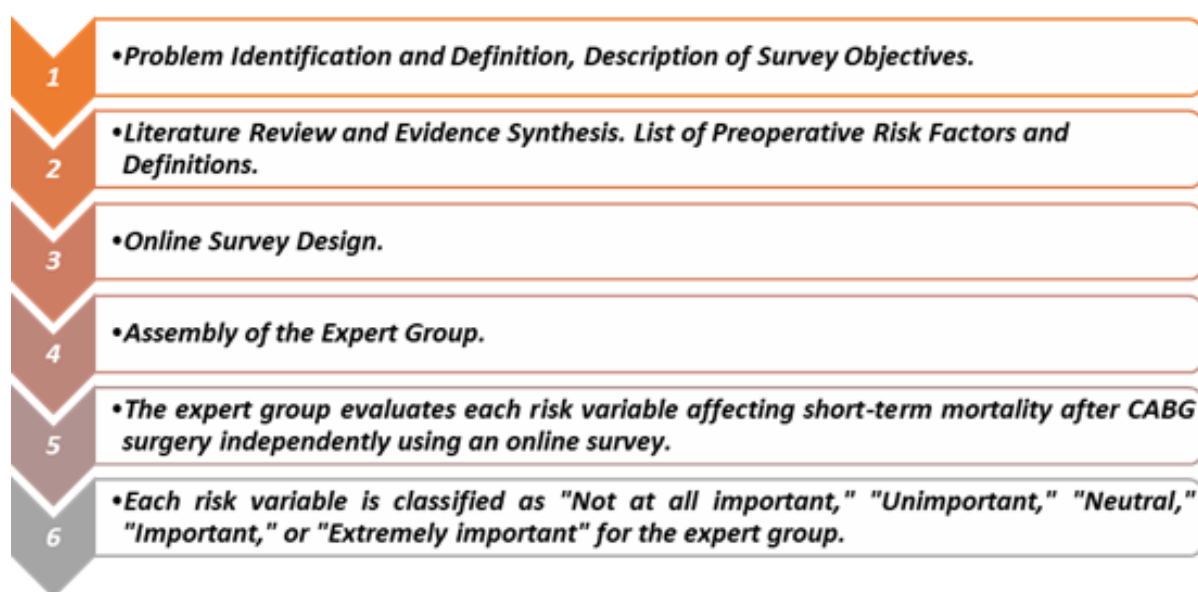 1
•Problem Identification and Definition, Description of Survey Objectives.
2
•Literature Review and Evidence Synthesis. List of Preoperative Risk Factors and
Definitions.
3
•Online Survey Design.
4
•Assembly of the Expert Group.
5
•The expert group evaluates each risk variable affecting short-term mortality after CABG
surgery independently using an online survey.
6
•Each risk variable is classified as "Not at all important," "Unimportant," "Neutral,"
"Important," or "Extremely important" for the expert group.